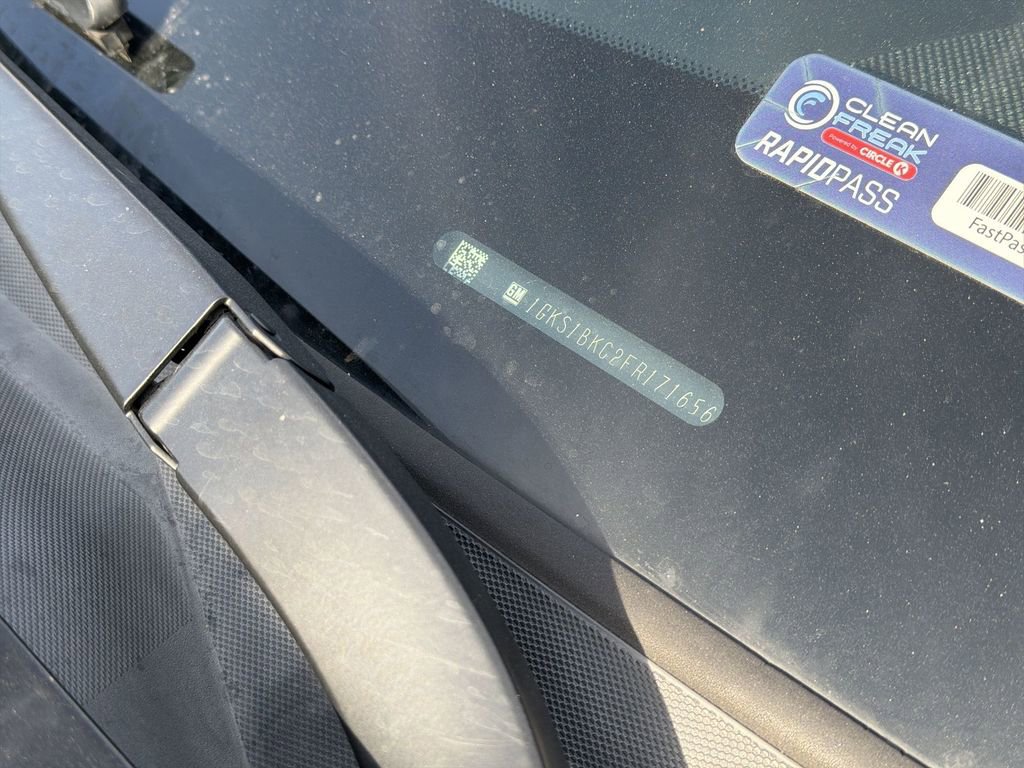 CLEAN
FREAK
Powered by CIRCLE K
RAPIDPASS
FastPas
GM
1GKS1BKC2FR171656